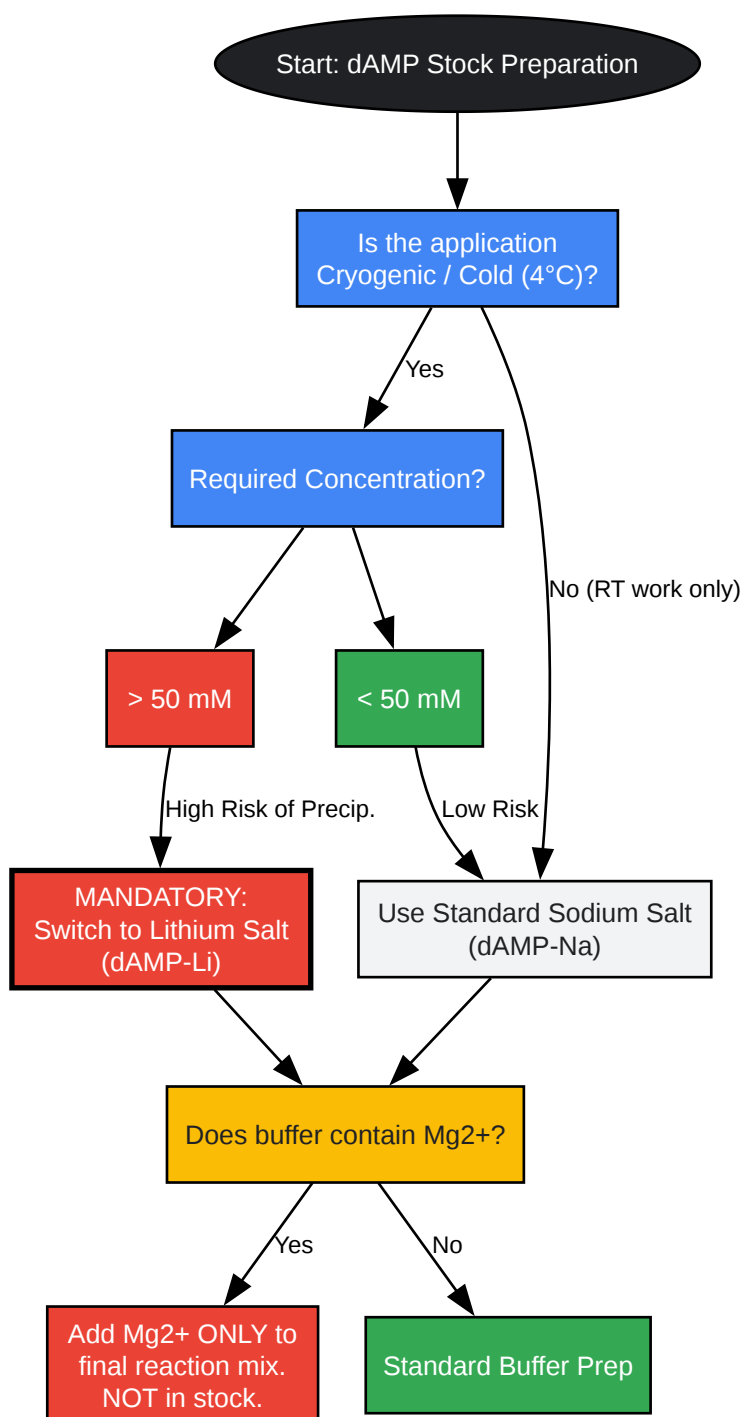 Start: dAMP Stock Preparation
Is the application
Cryogenic / Cold (4°C)?
Yes
Required Concentration?
No (RT work only)
> 50 mM
< 50 mM
High Risk of Precip.
Low Risk
MANDATORY:
Switch to Lithium Salt
(dAMP-Li)
Use Standard Sodium Salt
(dAMP-Na)
Does buffer contain Mg2+?
Yes
No
Add Mg2+ ONLY to
final reaction mix.
NOT in stock.
Standard Buffer Prep